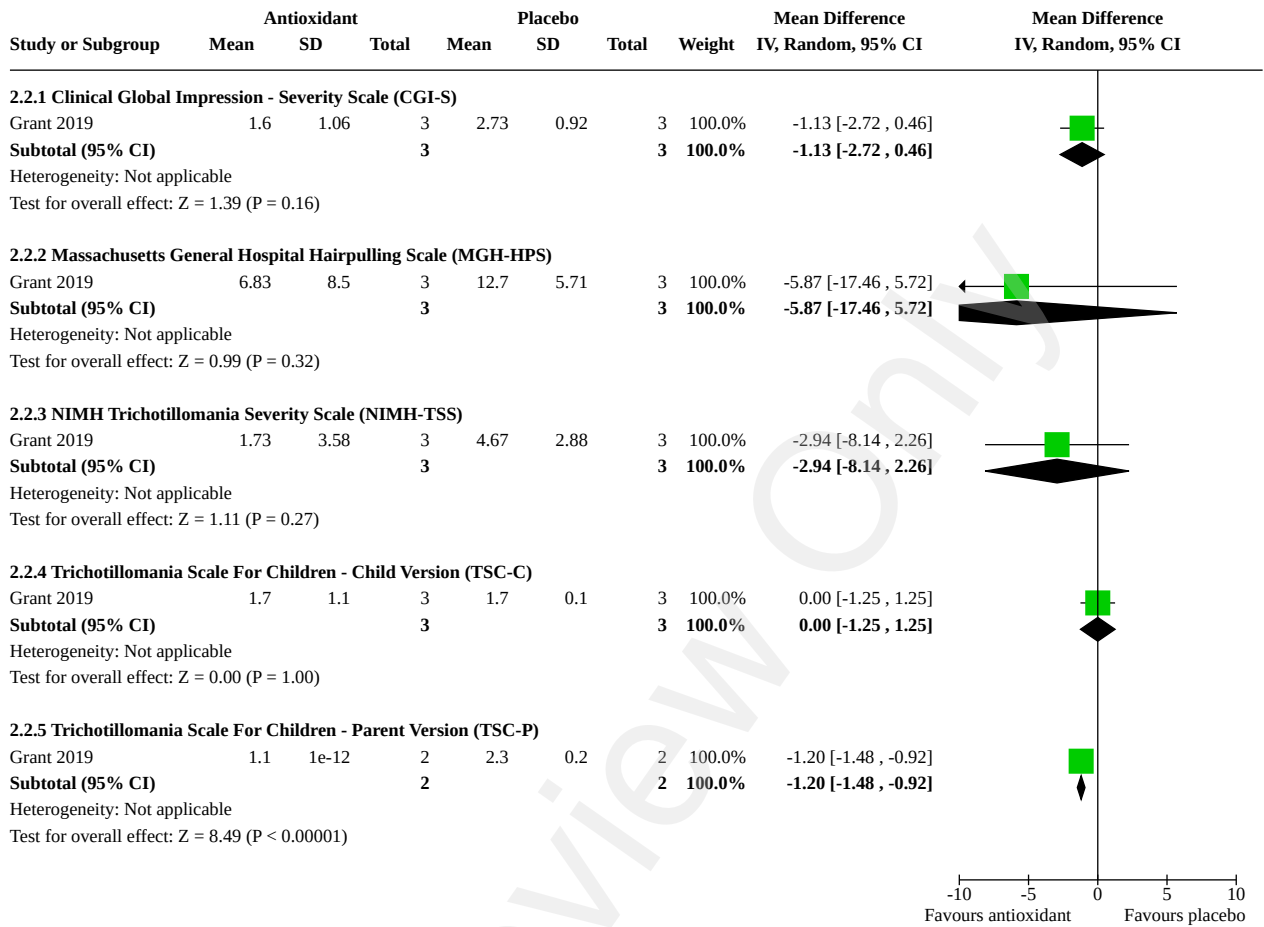 Antioxidant Placebo Mean Difference Mean Difference
Study or Subgroup Mean SD Total Mean SD Total Weight IV, Random, 95% CI IV, Random, 95% CI
2.2.1 Clinical Global Impression - Severity Scale (CGI-S)
Grant 2019 1.6 1.06 3 2.73 0.92 3 100.0% -1.13 [-2.72 , 0.46]
Subtotal (95% CI) 3 3 100.0% -1.13 [-2.72 , 0.46]
Heterogeneity: Not applicable
Test for overall effect: Z = 1.39 (P = 0.16)
2.2.2 Massachusetts General Hospital Hairpulling Scale (MGH-HPS)
Grant 2019 6.83 8.5 3 12.7 5.71 3 100.0% -5.87 [-17.46 , 5.72]
Subtotal (95% CI) 3 3 100.0% -5.87 [-17.46 , 5.72]
Heterogeneity: Not applicable
Test for overall effect: Z = 0.99 (P = 0.32)
2.2.3 NIMH Trichotillomania Severity Scale (NIMH-TSS)
Grant 2019 1.73 3.58 3 4.67 2.88 3 100.0% -2.94 [-8.14 , 2.26]
Subtotal (95% CI) 3 3 100.0% -2.94 [-8.14 , 2.26]
Heterogeneity: Not applicable
Test for overall effect: Z = 1.11 (P = 0.27)
2.2.4 Trichotillomania Scale For Children - Child Version (TSC-C)
Grant 2019 1.7 1.1 3 1.7 0.1 3 100.0% 0.00 [-1.25 , 1.25]
Subtotal (95% CI) 3 3 100.0% 0.00 [-1.25 , 1.25]
Heterogeneity: Not applicable
Test for overall effect: Z = 0.00 (P = 1.00)
2.2.5 Trichotillomania Scale For Children - Parent Version (TSC-P)
Grant 2019 1.1 1e-12 2 2.3 0.2 2 100.0% -1.20 [-1.48 , -0.92]
Subtotal (95% CI) 2 2 100.0% -1.20 [-1.48 , -0.92]
Heterogeneity: Not applicable
Test for overall effect: Z = 8.49 (P < 0.00001)
-10 -5 0 5 10
Favours antioxidant Favours placebo
view Only